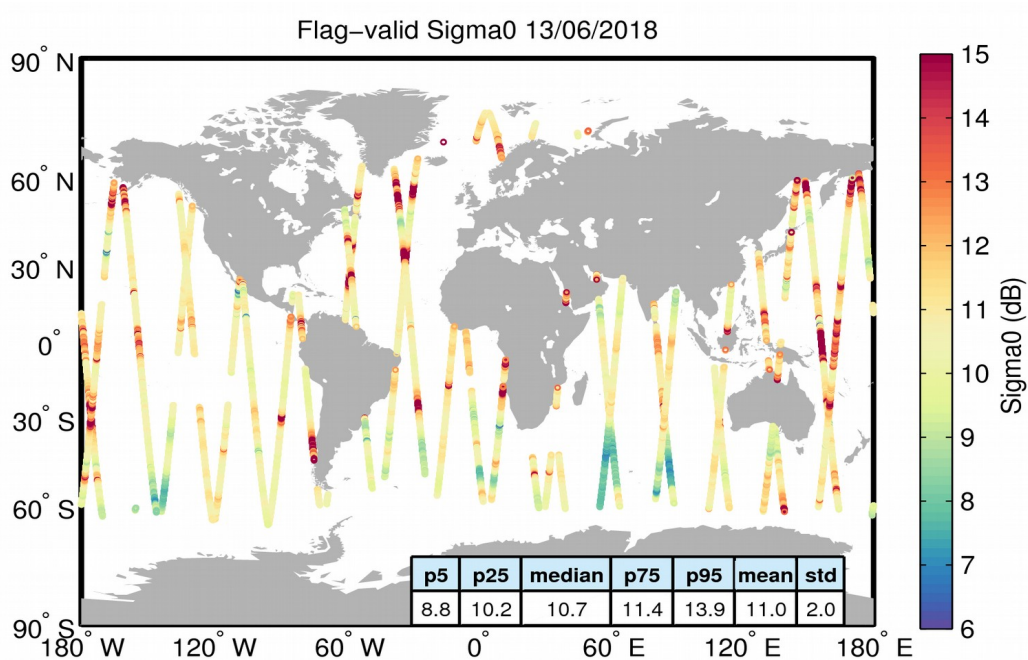 Flag−valid Sigma0 13/06/2018
90° N
60° N
30° N
0°
30° S
60° S
90° S
180° W 120° W 60° W 0° 60° E 120° E 180° E
p5 p25 median p75 p95 mean std
8.8 10.2 10.7 11.4 13.9 11.0 2.0
15
14
13
12
11
10
9
8
7
6
Sigma0 (dB)